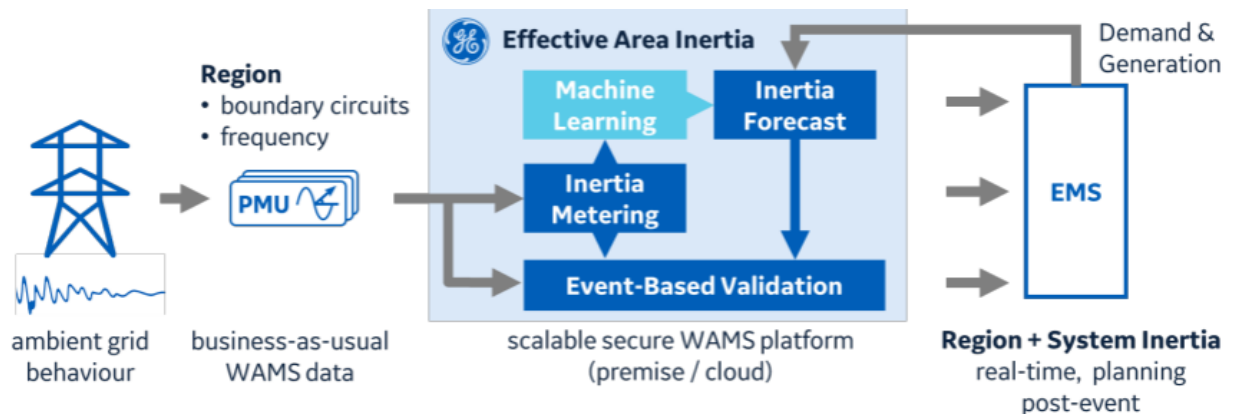 Effective Area Inertia
Demand &
Generation
Region
• boundary circuits
• frequency
Machine
Learning
Inertia
Forecast
PMU
Inertia
Metering
EMS
Event-Based Validation
ambient grid
behaviour
business-as-usual
WAMS data
scalable secure WAMS platform
(premise / cloud)
Region + System Inertia
real-time, planning
post-event